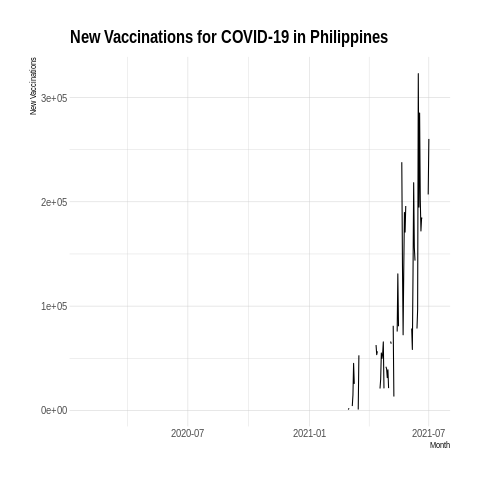 New Vaccinations for COVID-19 in Philippines
New Vaccinations
3e+05
2e+05
1e+05
0e+00
2020-07
2021-01
2021-07
Month